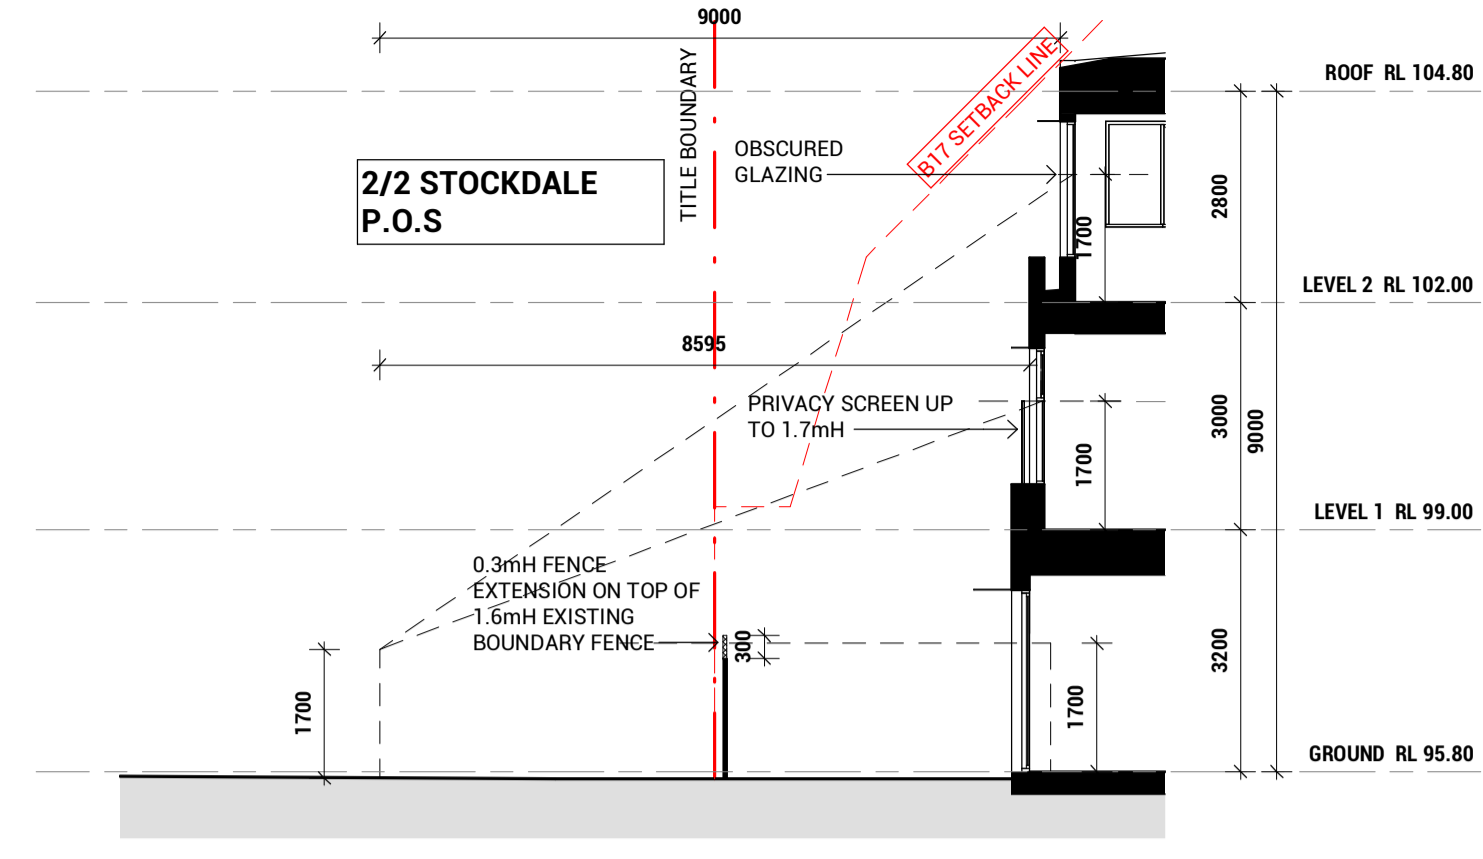 9000
ROOF RL 104.80
TITLE BOUNDARY
B17 SETBACK LINE
OBSCURED
GLAZING
2/2 STOCKDALE
P.O.S
2800
1700
LEVEL 2 RL 102.00
8595
PRIVACY SCREEN UP
TO 1.7mH
3000
9000
1700
LEVEL 1 RL 99.00
0.3mH FENCE
EXTENSION ON TOP OF
1.6mH EXISTING
BOUNDARY FENCE
300
3200
1700
1700
GROUND RL 95.80